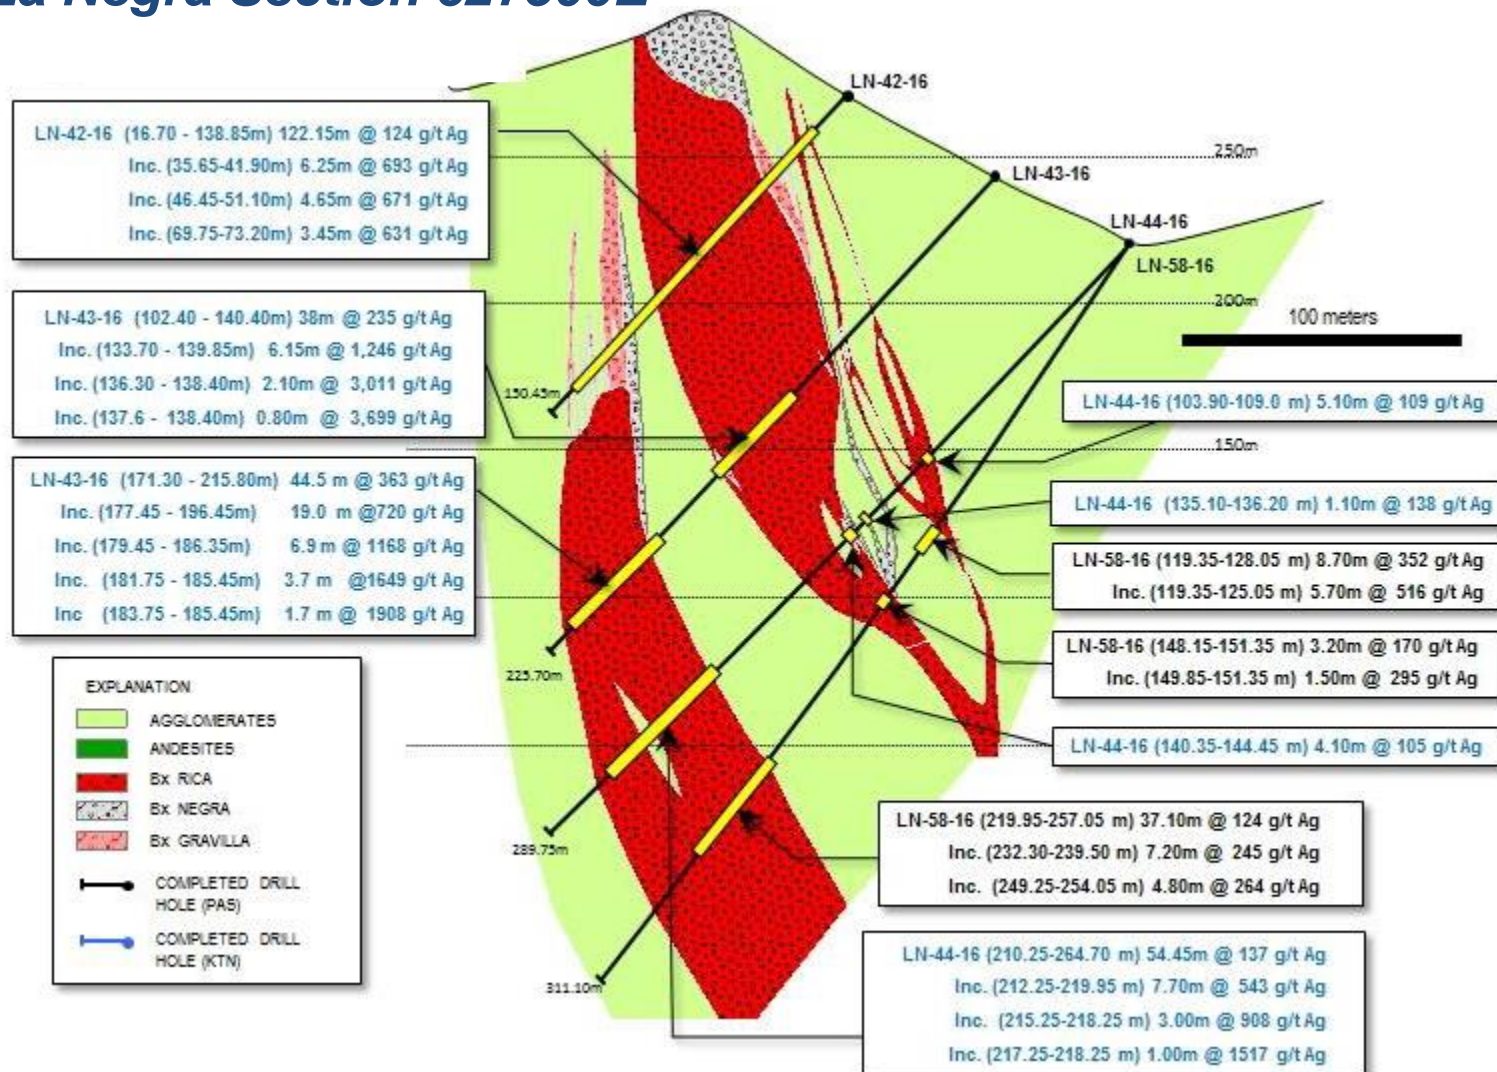 La Negra Section
LN-42-16
250m
LN-43-16
LN-44-16
LN-58-16
200m
100 meters
150m
LN-42-16 (16.70 - 138.85m) 122.15m @ 124 g/t Ag
Inc. (35.65-41.90m) 6.25m @ 693 g/t Ag
Inc. (46.45-51.10m) 4.65m @ 671 g/t Ag
Inc. (69.75-73.20m) 3.45m @ 631 g/t Ag
LN-43-16 (102.40 - 140.40m) 38m @ 235 g/t Ag
Inc. (133.70 - 139.85m) 6.15m @ 1,246 g/t Ag
Inc. (136.30 - 138.40m) 2.10m @ 3,011 g/t Ag
Inc. (137.6 - 138.40m) 0.80m @ 3,699 g/t Ag
LN-43-16 (171.30 - 215.80m) 44.5 m @ 363 g/t Ag
Inc. (177.45 - 196.45m) 19.0 m @720 g/t Ag
Inc. (179.45 - 186.35m) 6.9 m @ 1168 g/t Ag
Inc. (181.75 - 185.45m) 3.7 m @1649 g/t Ag
Inc (183.75 - 185.45m) 1.7 m @ 1908 g/t Ag
150.45m
225.70m
289.75m
311.10m
LN-44-16 (103.90-109.0 m) 5.10m @ 109 g/t Ag
LN-44-16 (135.10-136.20 m) 1.10m @ 138 g/t Ag
LN-58-16 (119.35-128.05 m) 8.70m @ 352 g/t Ag
Inc. (119.35-125.05 m) 5.70m @ 516 g/t Ag
LN-58-16 (148.15-151.35 m) 3.20m @ 170 g/t Ag
Inc. (149.85-151.35 m) 1.50m @ 295 g/t Ag
LN-44-16 (140.35-144.45 m) 4.10m @ 105 g/t Ag
LN-58-16 (219.95-257.05 m) 37.10m @ 124 g/t Ag
Inc. (232.30-239.50 m) 7.20m @ 245 g/t Ag
Inc. (249.25-254.05 m) 4.80m @ 264 g/t Ag
LN-44-16 (210.25-264.70 m) 54.45m @ 137 g/t Ag
Inc. (212.25-219.95 m) 7.70m @ 543 g/t Ag
Inc. (215.25-218.25 m) 3.00m @ 908 g/t Ag
Inc. (217.25-218.25 m) 1.00m @ 1517 g/t Ag
EXPLANATION
AGGLOMERATES
ANDESITES
Bx RICA
Bx NEGRA
Bx GRAVILLA
COMPLETED DRILL
HOLE (PAS)
COMPLETED DRILL
HOLE (KTN)